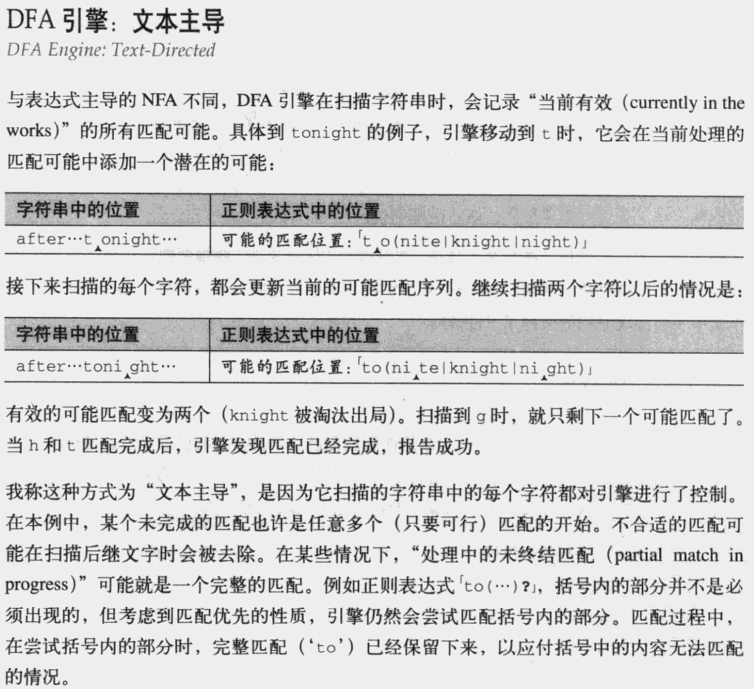 DFA 引擎：文本主导
DFA Engine: Text-Directed
与表达式主导的 NFA 不同，DFA 引擎在扫描字符串时，会记录“当前有效（currently in the
works）”的所有匹配可能。具体到 tonight 的例子，引擎移动到 t 时，它会在当前处理的
匹配可能中添加一个潜在的可能：
字符串中的位置 正则表达式中的位置
after…t‸onight… 可能的匹配位置：「t‸o(nite|knight|night)」
接下来扫描的每个字符，都会更新当前的可能匹配序列。继续扫描两个字符以后的情况是：
字符串中的位置 正则表达式中的位置
after…toni‸ght… 可能的匹配位置：「to(ni‸te|knight|ni‸ght)」
有效的可能匹配变为两个（knight 被淘汰出局）。扫描到 g 时，就只剩下一个可能匹配了。
当 h 和 t 匹配完成后，引擎发现匹配已经完成，报告成功。
我称这种方式为“文本主导”，是因为它扫描的字符串中的每个字符都对引擎进行了控制。
在本例中，某个未完成的匹配也许是任意多个（只要可行）匹配的开始。不合适的匹配可
能在扫描后继文字时会被去除。在某些情况下，“处理中的未终结匹配（partial match in
progress）”可能就是一个完整的匹配。例如正则表达式「to(…)?」，括号内的部分并不是必
须出现的，但考虑到匹配优先的性质，引擎仍然会尝试匹配括号内的部分。匹配过程中，
在尝试括号内的部分时，完整匹配（‘to’）已经保留下来，以应付括号中的内容无法匹配
的情况。